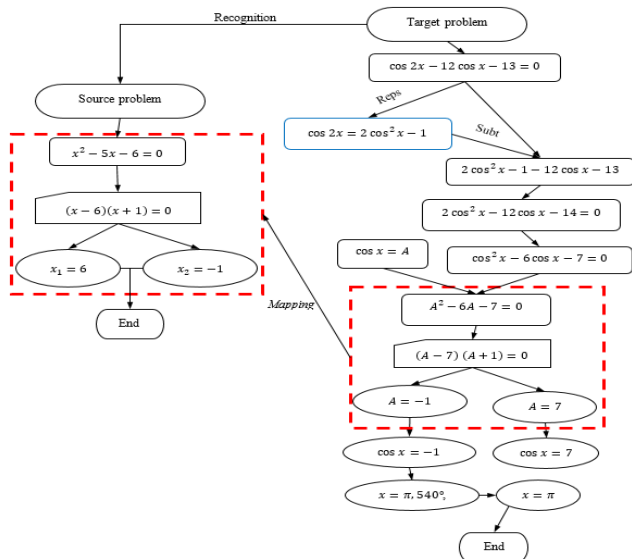 Recognition
Target problem
cos 2x − 12 cos x − 13 = 0
Source problem
Reps
cos 2x = 2 cos² x − 1
Subt
x² − 5x − 6 = 0
2 cos² x − 1 − 12 cos x − 13
(x − 6)(x + 1) = 0
2 cos² x − 12 cos x − 14 = 0
cos x = A
cos² x − 6 cos x − 7 = 0
x₁ = 6
x₂ = −1
Mapping
A² − 6A − 7 = 0
End
(A − 7) (A + 1) = 0
A = −1
A = 7
cos x = −1
cos x = 7
x = π, 540°,
x = π
End